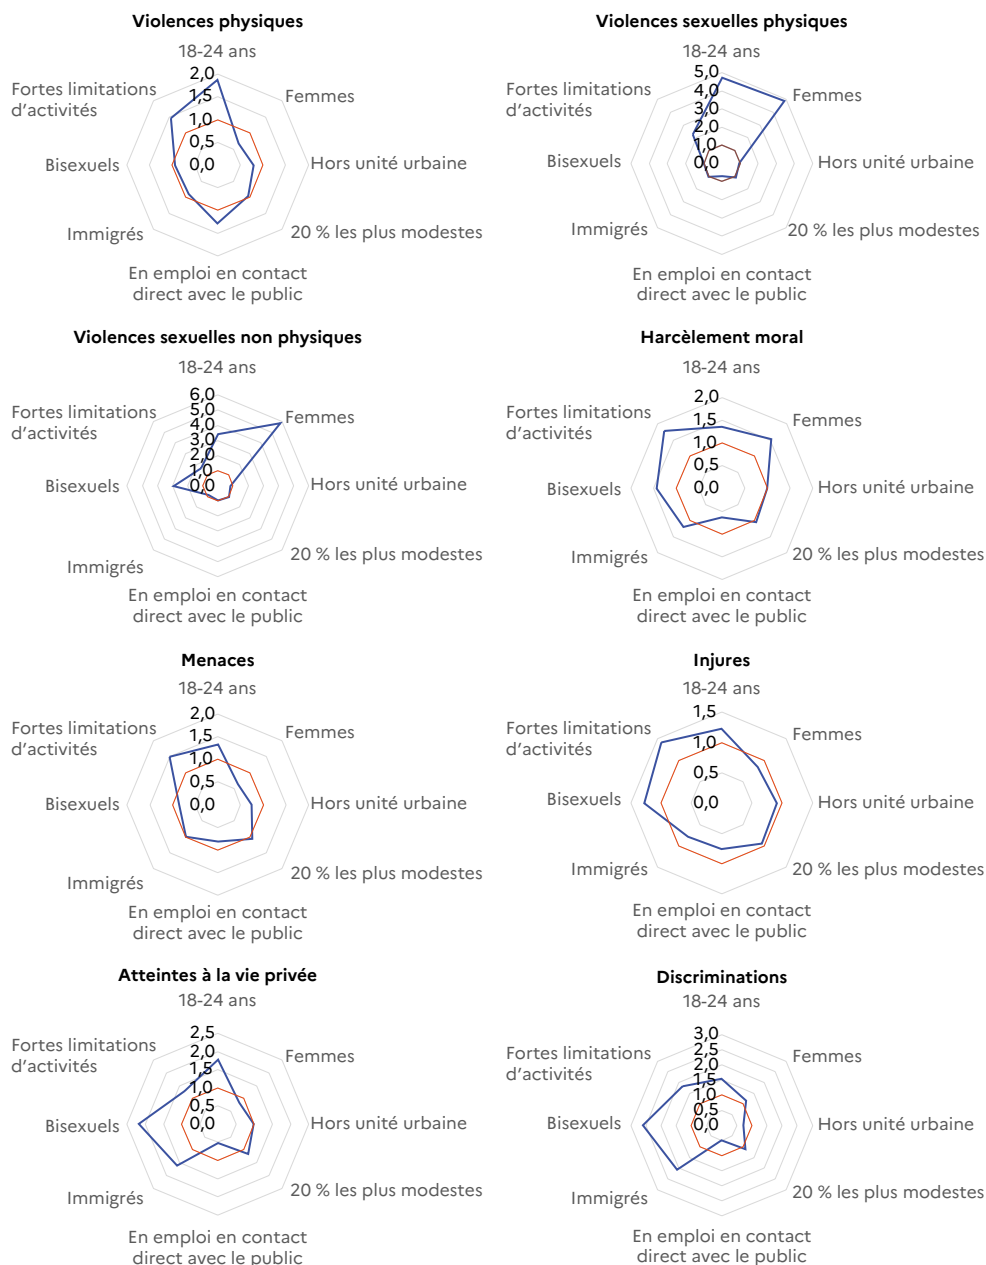 Violences physiques
18-24 ans
2,0
1,5
1,0
0,5
0,0
Fortes limitations
d’activités
Femmes
Bisexuels
Hors unité urbaine
Immigrés
20 % les plus modestes
En emploi en contact
direct avec le public
Violences sexuelles physiques
18-24 ans
5,0
4,0
3,0
2,0
1,0
0,0
Fortes limitations
d’activités
Femmes
Bisexuels
Hors unité urbaine
Immigrés
20 % les plus modestes
En emploi en contact
direct avec le public
Violences sexuelles non physiques
18-24 ans
6,0
5,0
4,0
3,0
2,0
1,0
0,0
Fortes limitations
d’activités
Femmes
Bisexuels
Hors unité urbaine
Immigrés
20 % les plus modestes
En emploi en contact
direct avec le public
Harcèlement moral
18-24 ans
2,0
1,5
1,0
0,5
0,0
Fortes limitations
d’activités
Femmes
Bisexuels
Hors unité urbaine
Immigrés
20 % les plus modestes
En emploi en contact
direct avec le public
Menaces
18-24 ans
2,0
1,5
1,0
0,5
0,0
Fortes limitations
d’activités
Femmes
Bisexuels
Hors unité urbaine
Immigrés
20 % les plus modestes
En emploi en contact
direct avec le public
Injures
18-24 ans
1,5
1,0
0,5
0,0
Fortes limitations
d’activités
Femmes
Bisexuels
Hors unité urbaine
Immigrés
20 % les plus modestes
En emploi en contact
direct avec le public
Atteintes à la vie privée
18-24 ans
2,5
2,0
1,5
1,0
0,5
0,0
Fortes limitations
d’activités
Femmes
Bisexuels
Hors unité urbaine
Immigrés
20 % les plus modestes
En emploi en contact
direct avec le public
Discriminations
18-24 ans
3,0
2,5
2,0
1,5
1,0
0,5
0,0
Fortes limitations
d’activités
Femmes
Bisexuels
Hors unité urbaine
Immigrés
20 % les plus modestes
En emploi en contact
direct avec le public